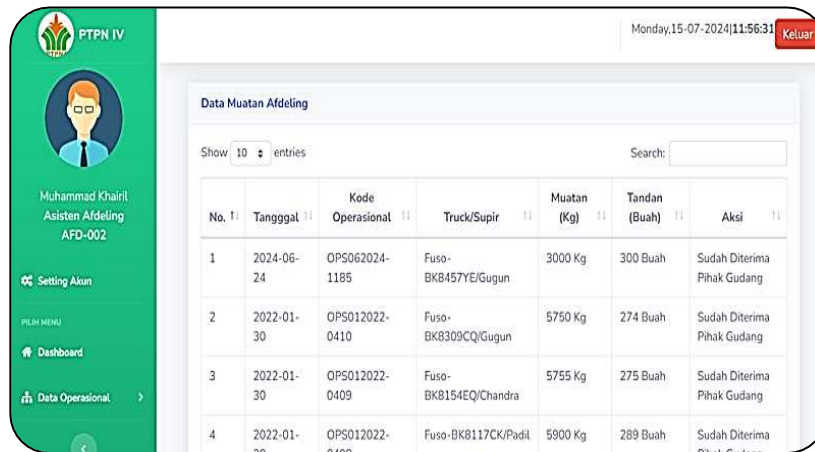 PTPN IV
Monday,15-07-2024|11:56:31
Keluar
Muhammad Khairil
Asisten Afdeling
AFD-002
Setting Akun
PILIH MENU
Dashboard
Data Operasional
Data Muatan Afdeling
Show 10 entries
Search:
No. Tangggal Kode Operasional Truck/Supir Muatan (Kg) Tandan (Buah) Aksi
1 2024-06-24 OPS062024-1185 Fuso-BK8457YE/Gugun 3000 Kg 300 Buah Sudah Diterima Pihak Gudang
2 2022-01-30 OPS012022-0410 Fuso-BK8309CQ/Gugun 5750 Kg 274 Buah Sudah Diterima Pihak Gudang
3 2022-01-30 OPS012022-0409 Fuso-BK8154EQ/Chandra 5755 Kg 275 Buah Sudah Diterima Pihak Gudang
4 2022-01- OPS012022- Fuso-BK8117CK/Padil 5900 Kg 289 Buah Sudah Diterima